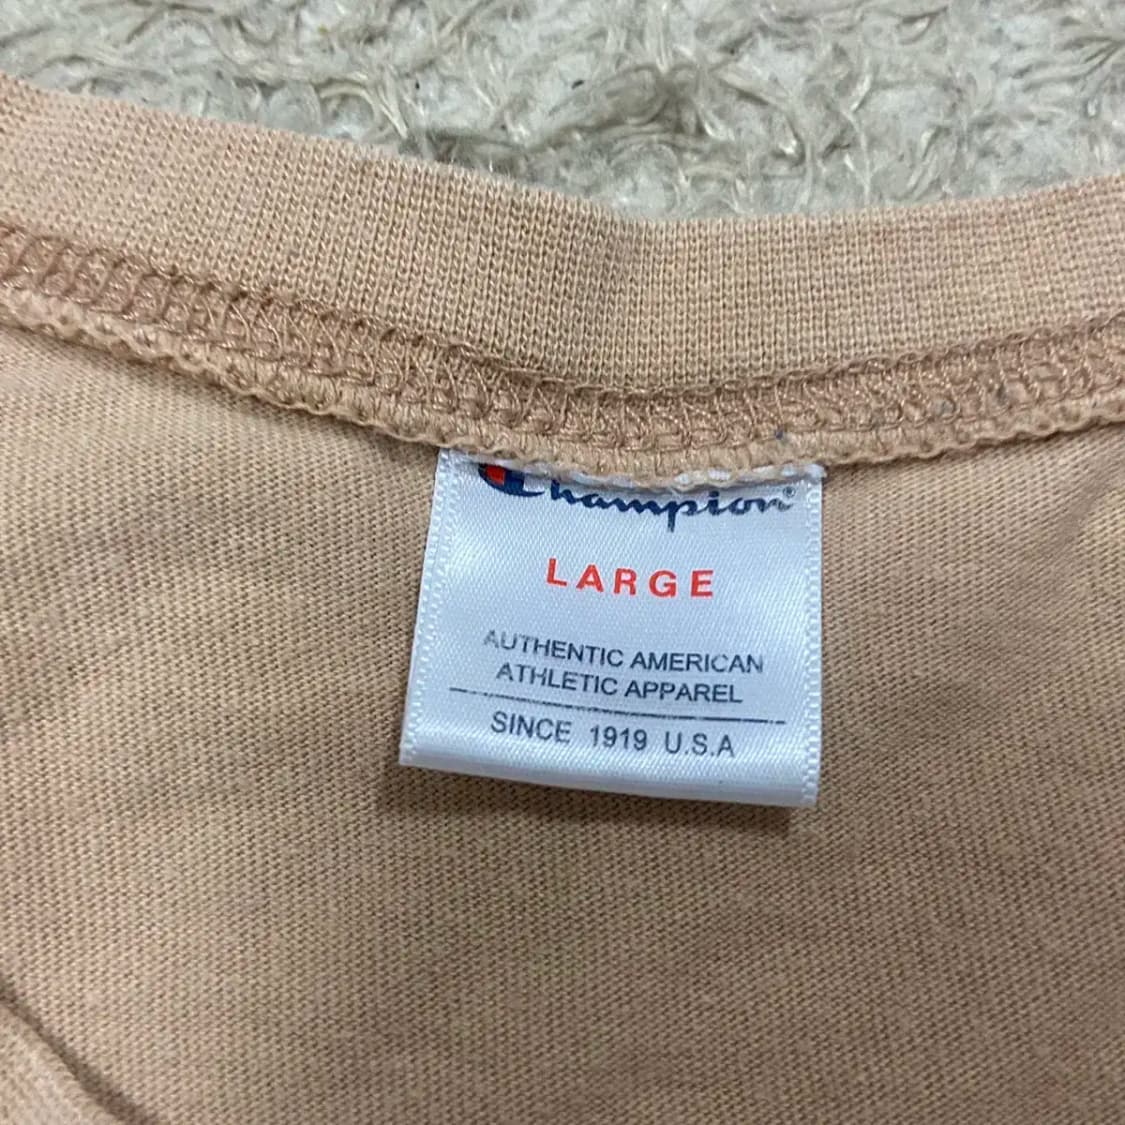 Champion®
LARGE
AUTHENTIC AMERICAN
ATHLETIC APPAREL
SINCE 1919 U.S.A